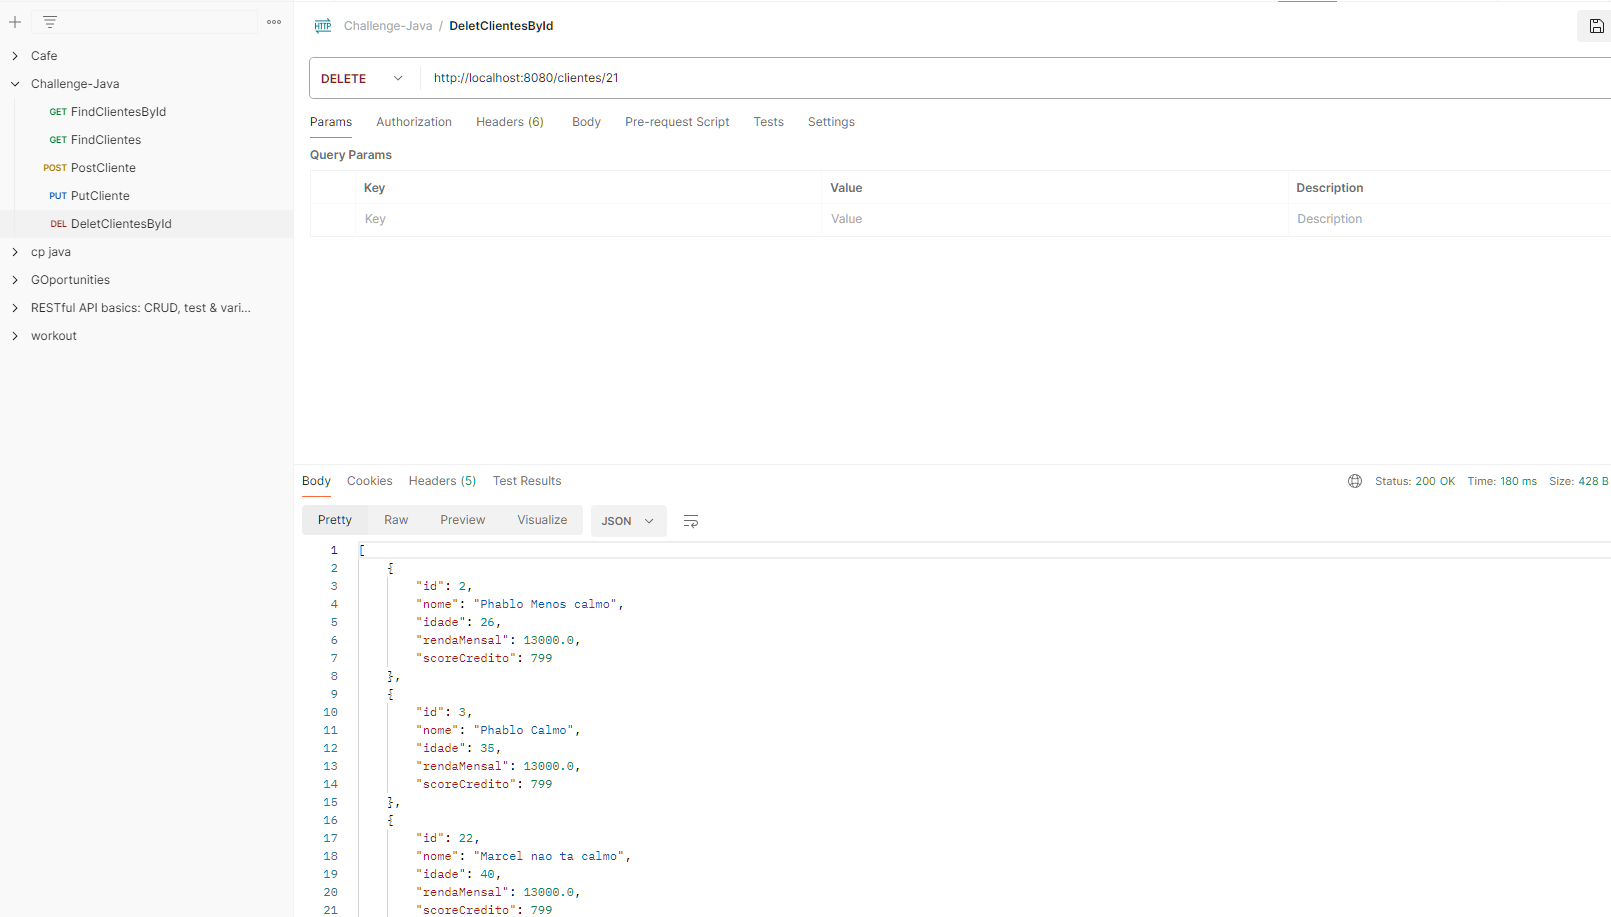 Cafe
Challenge-Java
GET FindClientesById
GET FindClientes
POST PostCliente
PUT PutCliente
DEL DeletClientesById
cp java
GOportunities
RESTful API basics: CRUD, test & vari...
workout
HTTP Challenge-Java / DeletClientesById
DELETE http://localhost:8080/clientes/21
Params Authorization Headers (6) Body Pre-request Script Tests Settings
Query Params
Key Value Description
Key Value Description
Body Cookies Headers (5) Test Results Status: 200 OK Time: 180 ms Size: 428 B
Pretty Raw Preview Visualize JSON
1 [
2 {
3 "id": 2,
4 "nome": "Phablo Menos calmo",
5 "idade": 26,
6 "rendaMensal": 13000.0,
7 "scoreCredito": 799
8 },
9 {
10 "id": 3,
11 "nome": "Phablo Calmo",
12 "idade": 35,
13 "rendaMensal": 13000.0,
14 "scoreCredito": 799
15 },
16 {
17 "id": 22,
18 "nome": "Marcel nao ta calmo",
19 "idade": 40,
20 "rendaMensal": 13000.0,
21 "scoreCredito": 799